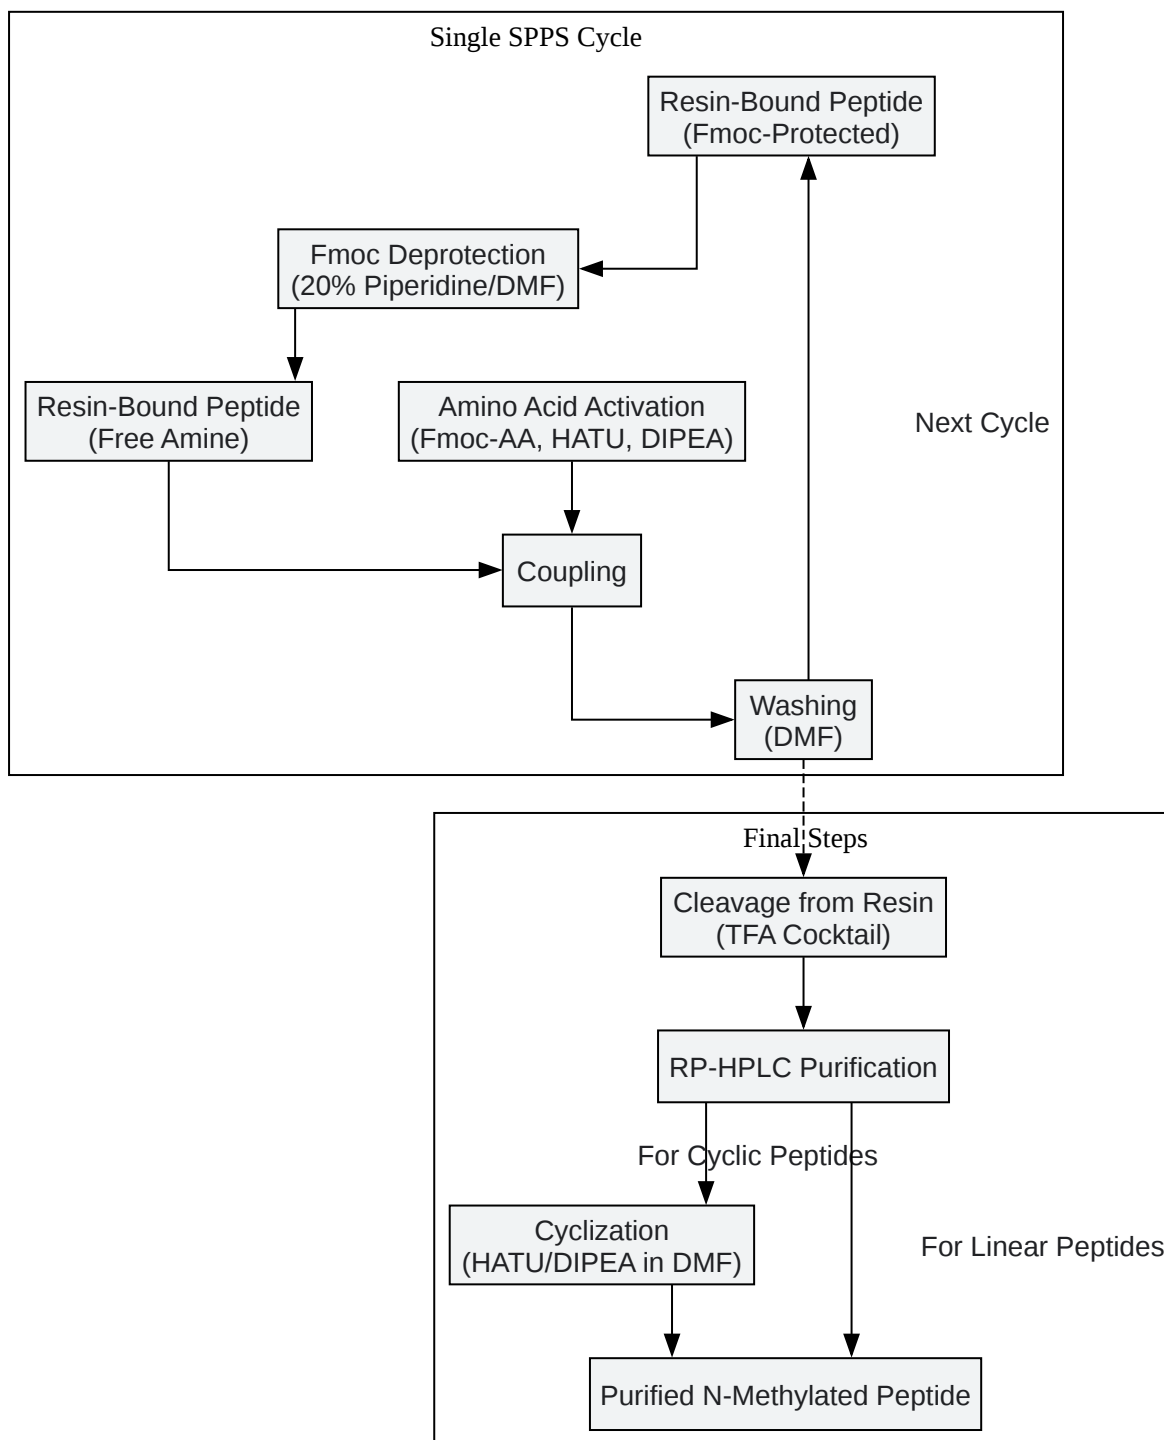 Single SPPS Cycle
Resin-Bound Peptide
(Fmoc-Protected)
Fmoc Deprotection
(20% Piperidine/DMF)
Resin-Bound Peptide
(Free Amine)
Amino Acid Activation
(Fmoc-AA, HATU, DIPEA)
Next Cycle
Coupling
Washing
(DMF)
Final Steps
Cleavage from Resin
(TFA Cocktail)
RP-HPLC Purification
For Cyclic Peptides
Cyclization
(HATU/DIPEA in DMF)
For Linear Peptides
Purified N-Methylated Peptide